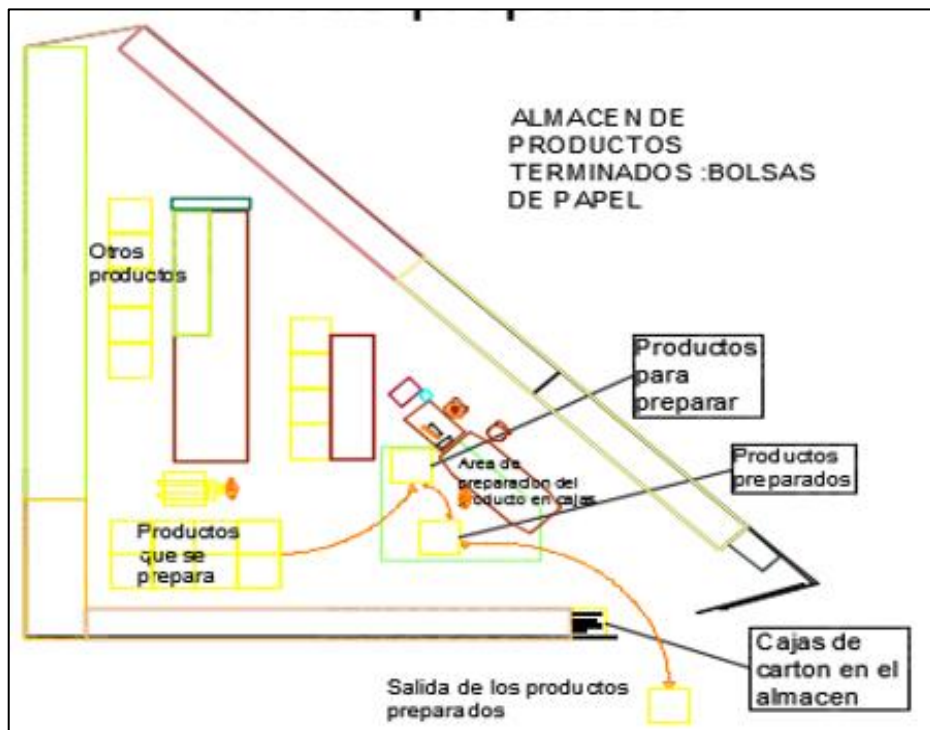 ALMACEN DE
PRODUCTOS
TERMINADOS :BOLSAS
DE PAPEL
Otros
productos
Productos
para
preparar
Productos
preparados
Area de
preparacion del
producto en cajas
Productos
que se
prepara
Cajas de
carton en el
almacen
Salida de los productos
preparados